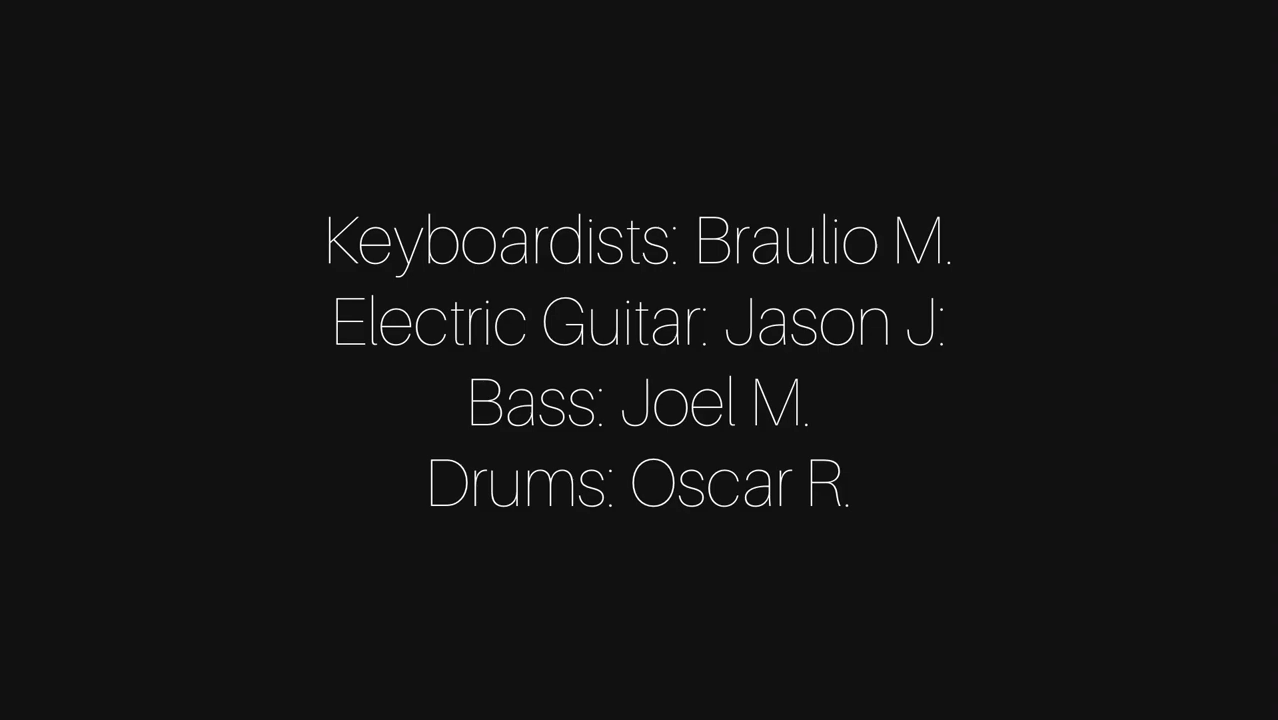 Keyboardists: Braulio M.
Electric Guitar: Jason J:
Bass: Joel M.
Drums: Oscar R.